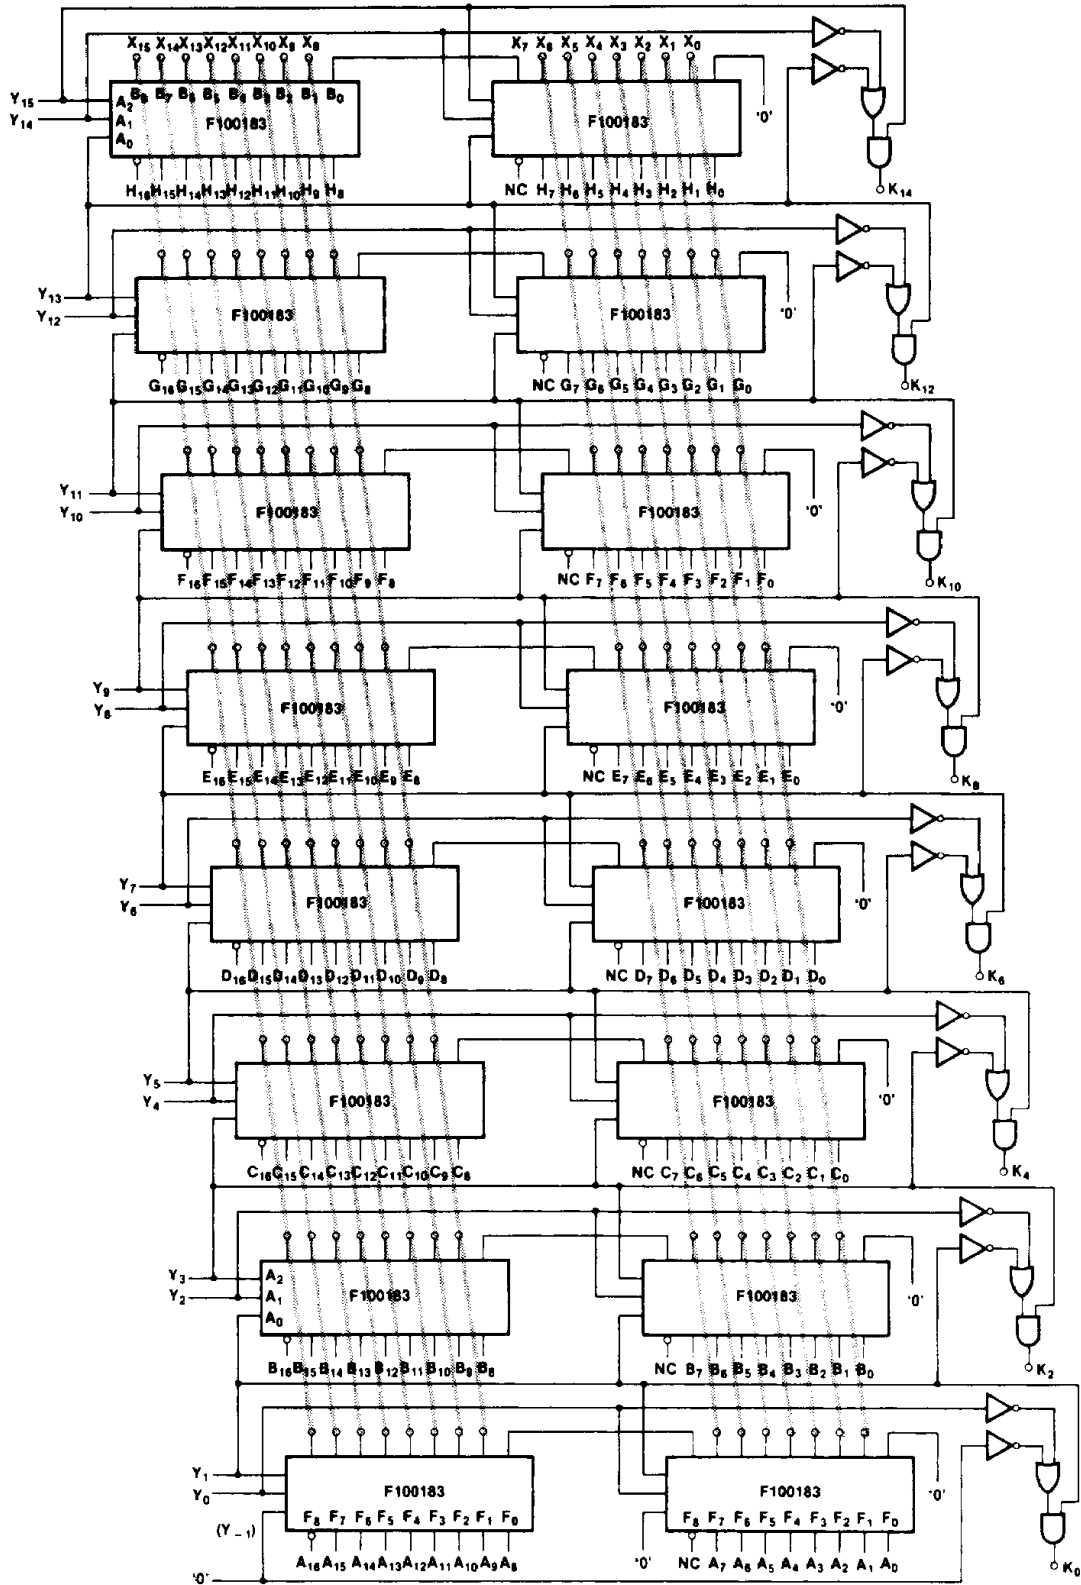 X15 X14 X13 X12 X11 X10 X9 X8 X7 X6 X5 X4 X3 X2 X1 X0
B8 B7 B6 B5 B4 B3 B2 B1 B0
Y15 A2
Y14 A1 F100183 F100183 '0'
A0
H16 H15 H14 H13 H12 H11 H10 H9 H8 NC H7 H6 H5 H4 H3 H2 H1 H0 K14
Y13
Y12 F100183 F100183 '0'
G16 G15 G14 G13 G12 G11 G10 G9 G8 NC G7 G6 G5 G4 G3 G2 G1 G0 K12
Y11
Y10 F100183 F100183 '0'
F16 F15 F14 F13 F12 F11 F10 F9 F8 NC F7 F6 F5 F4 F3 F2 F1 F0 K10
Y9
Y8 F100183 F100183 '0'
E16 E15 E14 E13 E12 E11 E10 E9 E8 NC E7 E6 E5 E4 E3 E2 E1 E0 K8
Y7
Y6 F100183 F100183 '0'
D16 D15 D14 D13 D12 D11 D10 D9 D8 NC D7 D6 D5 D4 D3 D2 D1 D0 K6
Y5
Y4 F100183 F100183 '0'
C16 C15 C14 C13 C12 C11 C10 C9 C8 NC C7 C6 C5 C4 C3 C2 C1 C0 K4
Y3 A2
Y2 A1 F100183 F100183 '0'
A0
B16 B15 B14 B13 B12 B11 B10 B9 B8 NC B7 B6 B5 B4 B3 B2 B1 B0 K2
Y1
Y0 F100183 F100183 '0'
F8 F7 F6 F5 F4 F3 F2 F1 F0 F8 F7 F6 F5 F4 F3 F2 F1 F0
(Y-1)
A16 A15 A14 A13 A12 A11 A10 A9 A8 '0' NC A7 A6 A5 A4 A3 A2 A1 A0 K0
'0'